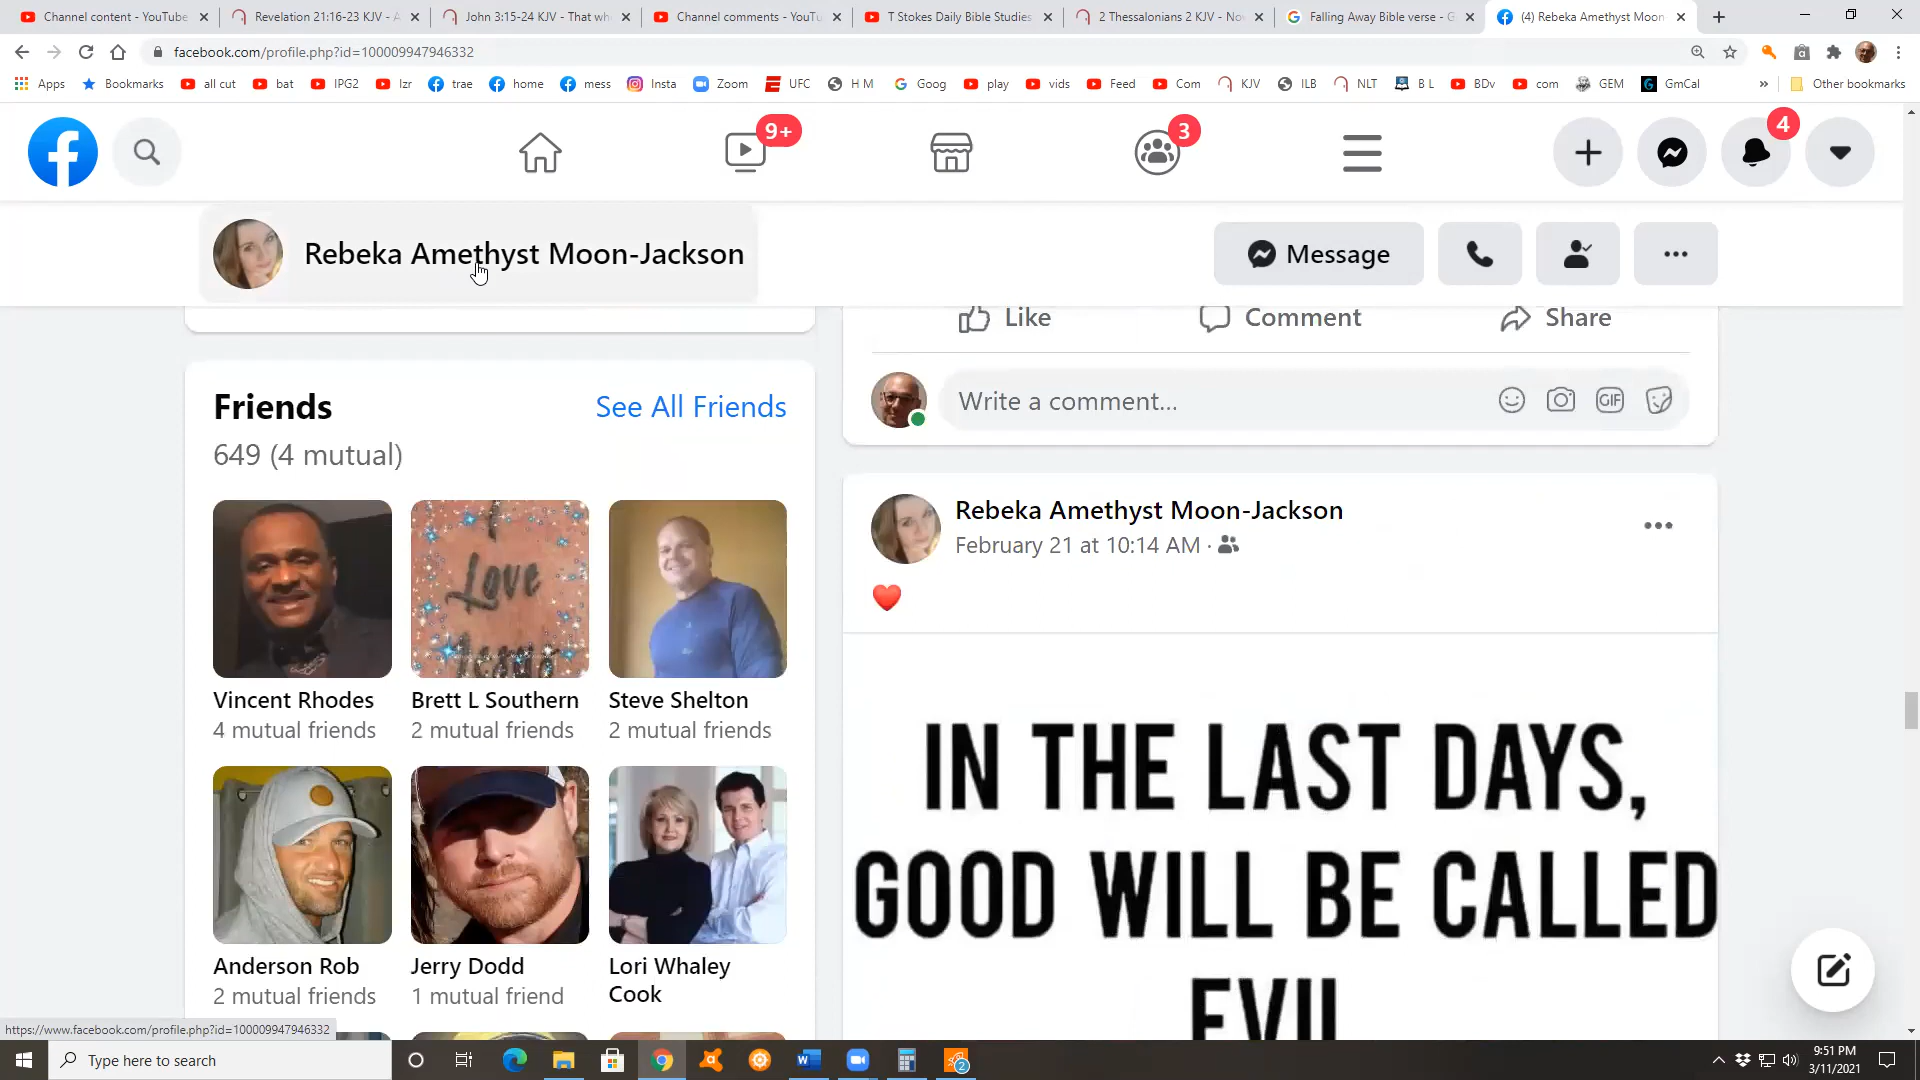 Channel content - YouTube
Revelation 21:16-23 KJV - A
John 3:15-24 KJV - That wh
Channel comments - YouTu
T Stokes Daily Bible Studies
2 Thessalonians 2 KJV - No
Falling Away Bible verse - G
(4) Rebeka Amethyst Moon
facebook.com/profile.php?id=100009947946332
Apps Bookmarks all cut bat IPG2 lzr trae home mess Insta Zoom UFC H M Goog play vids Feed Com KJV ILB NLT B L BDv com GEM GmCal » Other bookmarks
9+
3
4
Rebeka Amethyst Moon-Jackson
Message
Like Comment Share
Write a comment...
GIF
Friends
See All Friends
649 (4 mutual)
I
Love
Vincent Rhodes
4 mutual friends
Brett L Southern
2 mutual friends
Steve Shelton
2 mutual friends
Anderson Rob
2 mutual friends
Jerry Dodd
1 mutual friend
Lori Whaley
Cook
Rebeka Amethyst Moon-Jackson
February 21 at 10:14 AM ·
IN THE LAST DAYS,
GOOD WILL BE CALLED
EVIL
https://www.facebook.com/profile.php?id=100009947946332
Type here to search
2
9:51 PM
3/11/2021